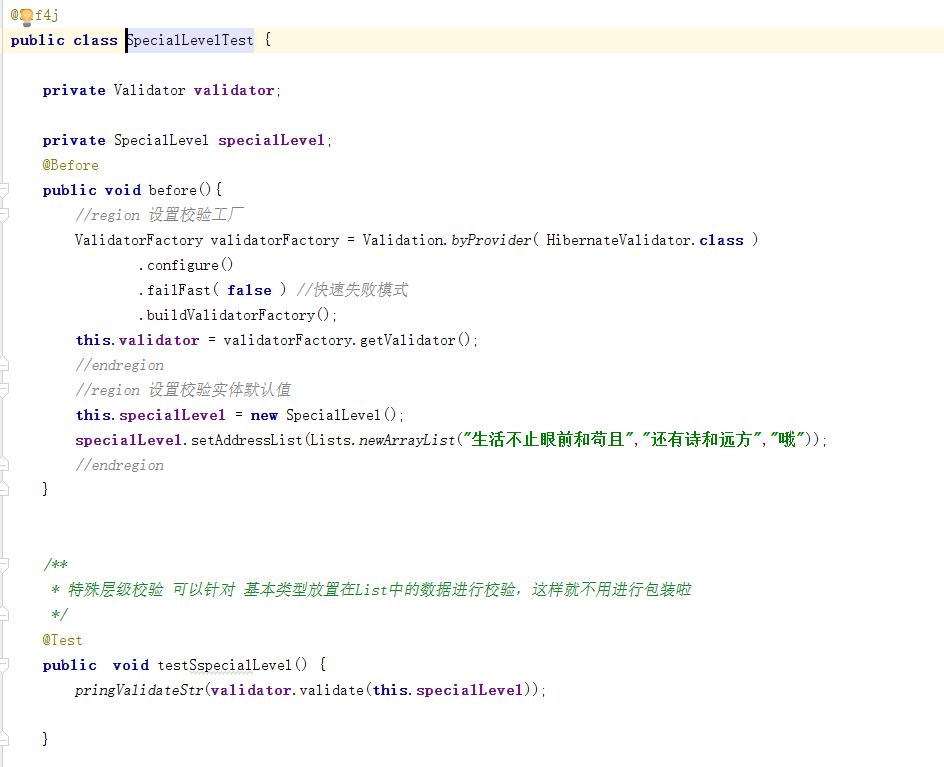 @ f4j
public class SpecialLevelTest {
private Validator validator;
private SpecialLevel specialLevel;
@Before
public void before(){
//region 设置校验工厂
ValidatorFactory validatorFactory = Validation.byProvider( HibernateValidator.class )
.configure()
.failFast( false ) //快速失败模式
.buildValidatorFactory();
this.validator = validatorFactory.getValidator();
//endregion
//region 设置校验实体默认值
this.specialLevel = new SpecialLevel();
specialLevel.setAddressList(Lists.newArrayList("生活不止眼前和苟且","还有诗和远方","哦"));
//endregion
}
/**
* 特殊层级校验 可以针对 基本类型放置在List中的数据进行校验，这样就不用进行包装啦
*/
@Test
public  void testSspecialLevel() {
pringValidateStr(validator.validate(this.specialLevel));
}